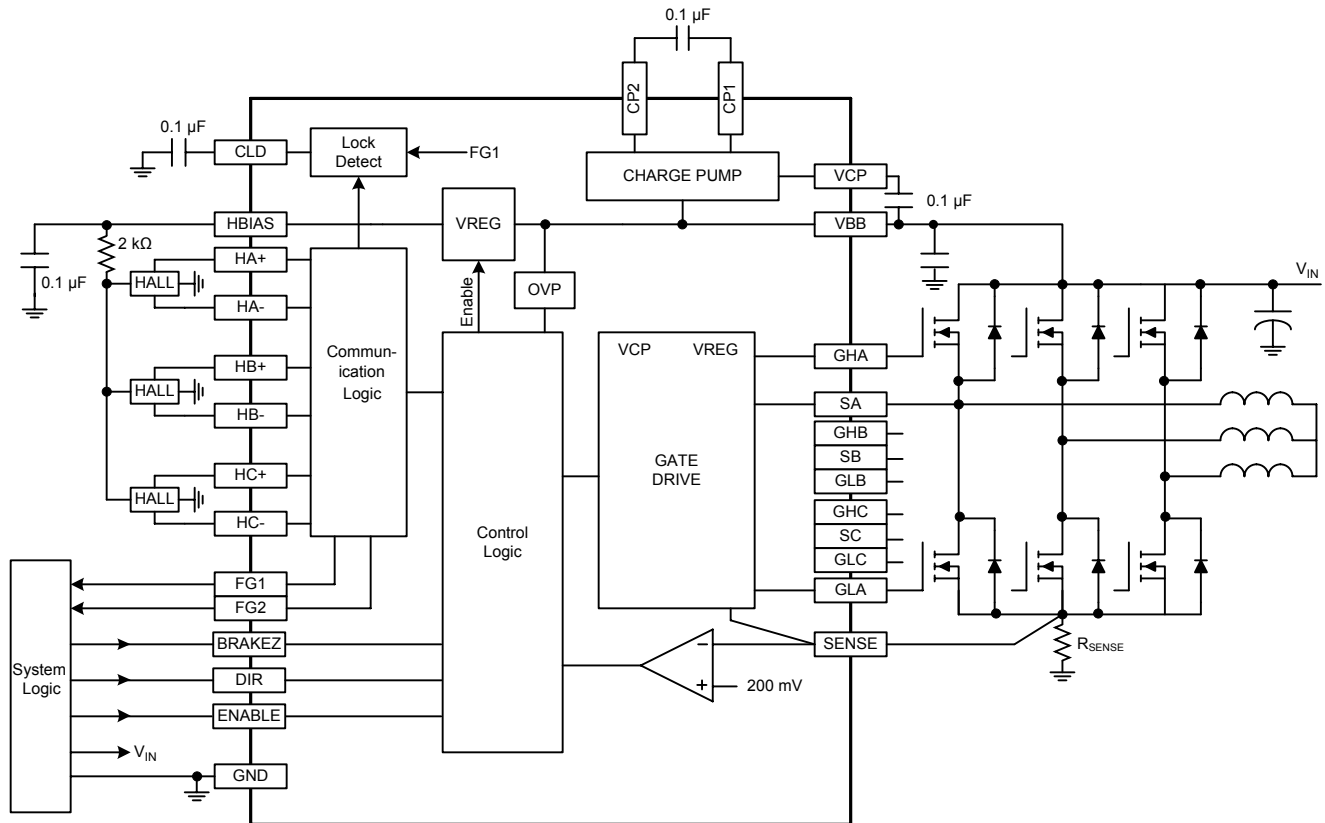 0.1 µF
CP2
CP1
0.1 µF
CLD
Lock
Detect
FG1
CHARGE PUMP
VCP
0.1 µF
HBIAS
VREG
VBB
2 kΩ
0.1 µF
HA+
HALL
HA-
Enable
OVP
V_IN
HB+
HALL
HB-
Commun-
ication
Logic
VCP
VREG
GHA
SA
GHB
SB
GLB
GATE
DRIVE
HC+
HALL
HC-
Control
Logic
GHC
SC
GLC
GLA
FG1
FG2
BRAKEZ
SENSE
R_SENSE
System
Logic
DIR
-
+
200 mV
ENABLE
V_IN
GND